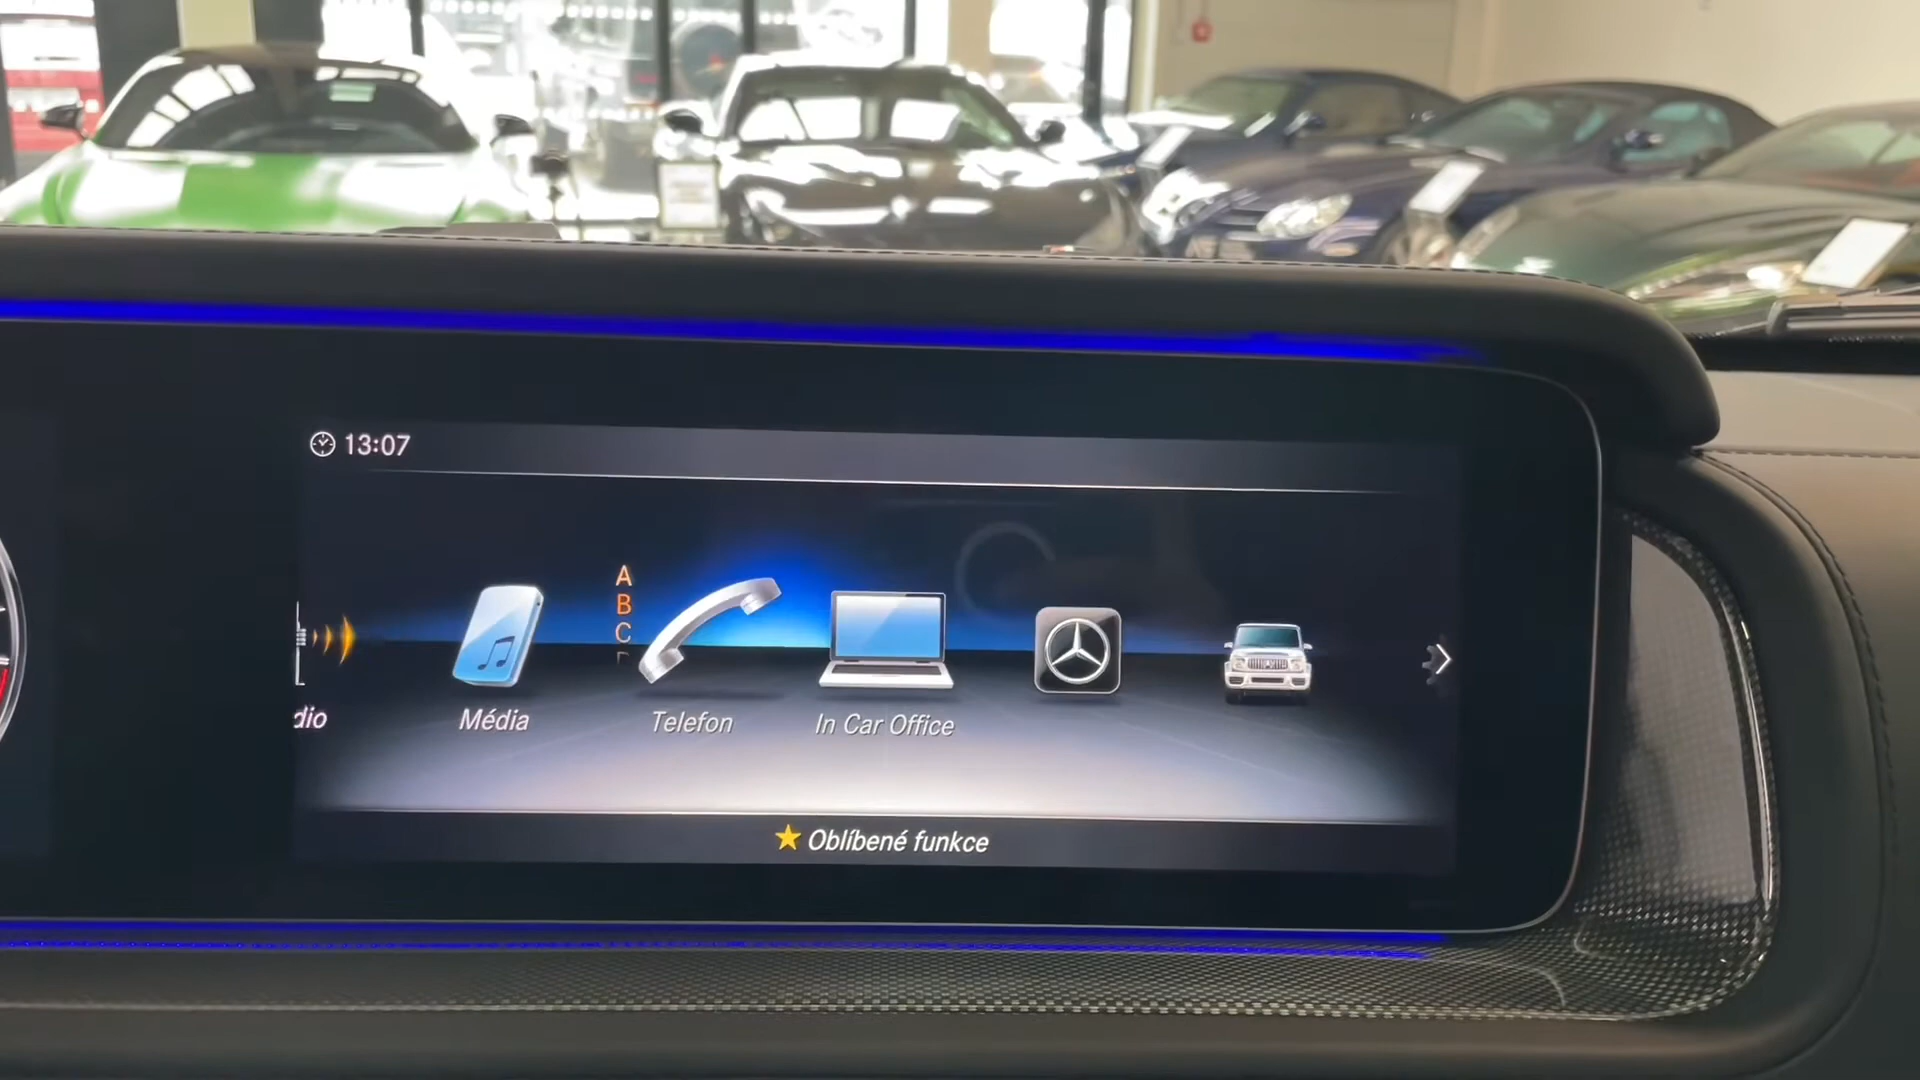 13:07
A
B
C
dio
Média
Telefon
In Car Office
Oblíbené funkce